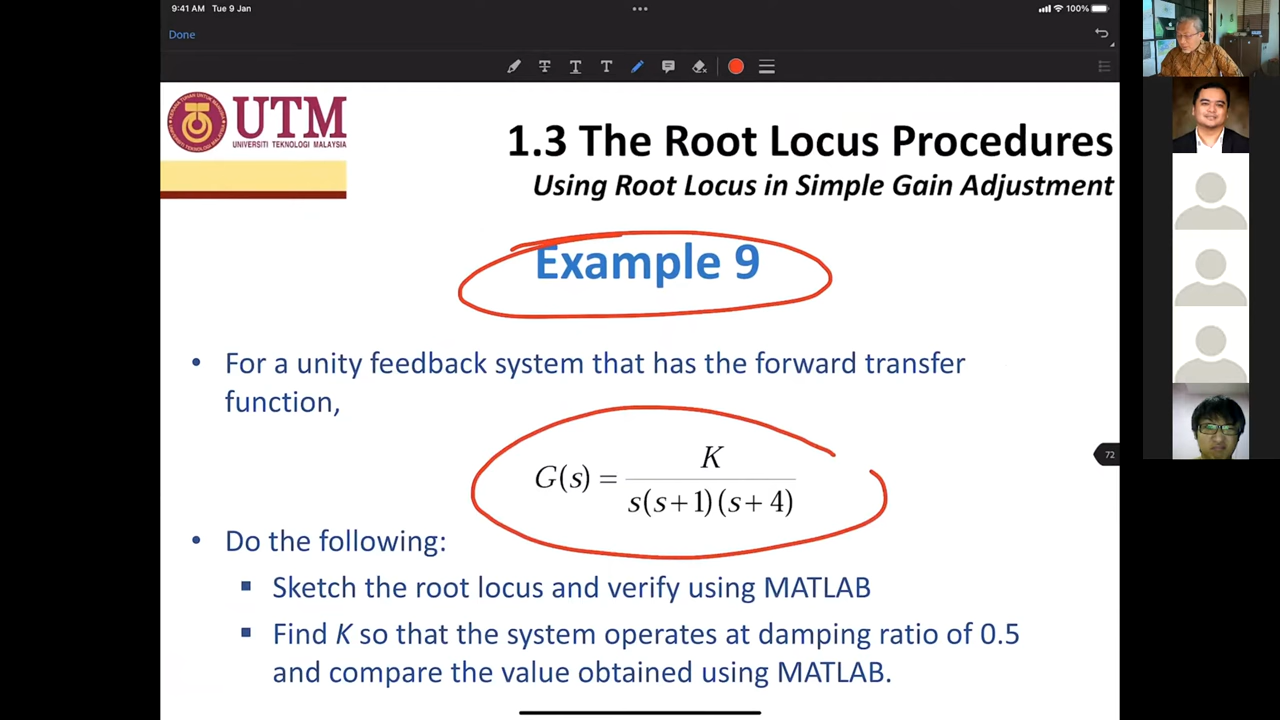 9:41 AM Tue 9 Jan
100%
Done
UTM
UNIVERSITI TEKNOLOGI MALAYSIA
1.3 The Root Locus Procedures
Using Root Locus in Simple Gain Adjustment
Example 9
• For a unity feedback system that has the forward transfer
function,
G(s) = K / s(s+1)(s+4)
72
• Do the following:
▪ Sketch the root locus and verify using MATLAB
▪ Find K so that the system operates at damping ratio of 0.5
and compare the value obtained using MATLAB.